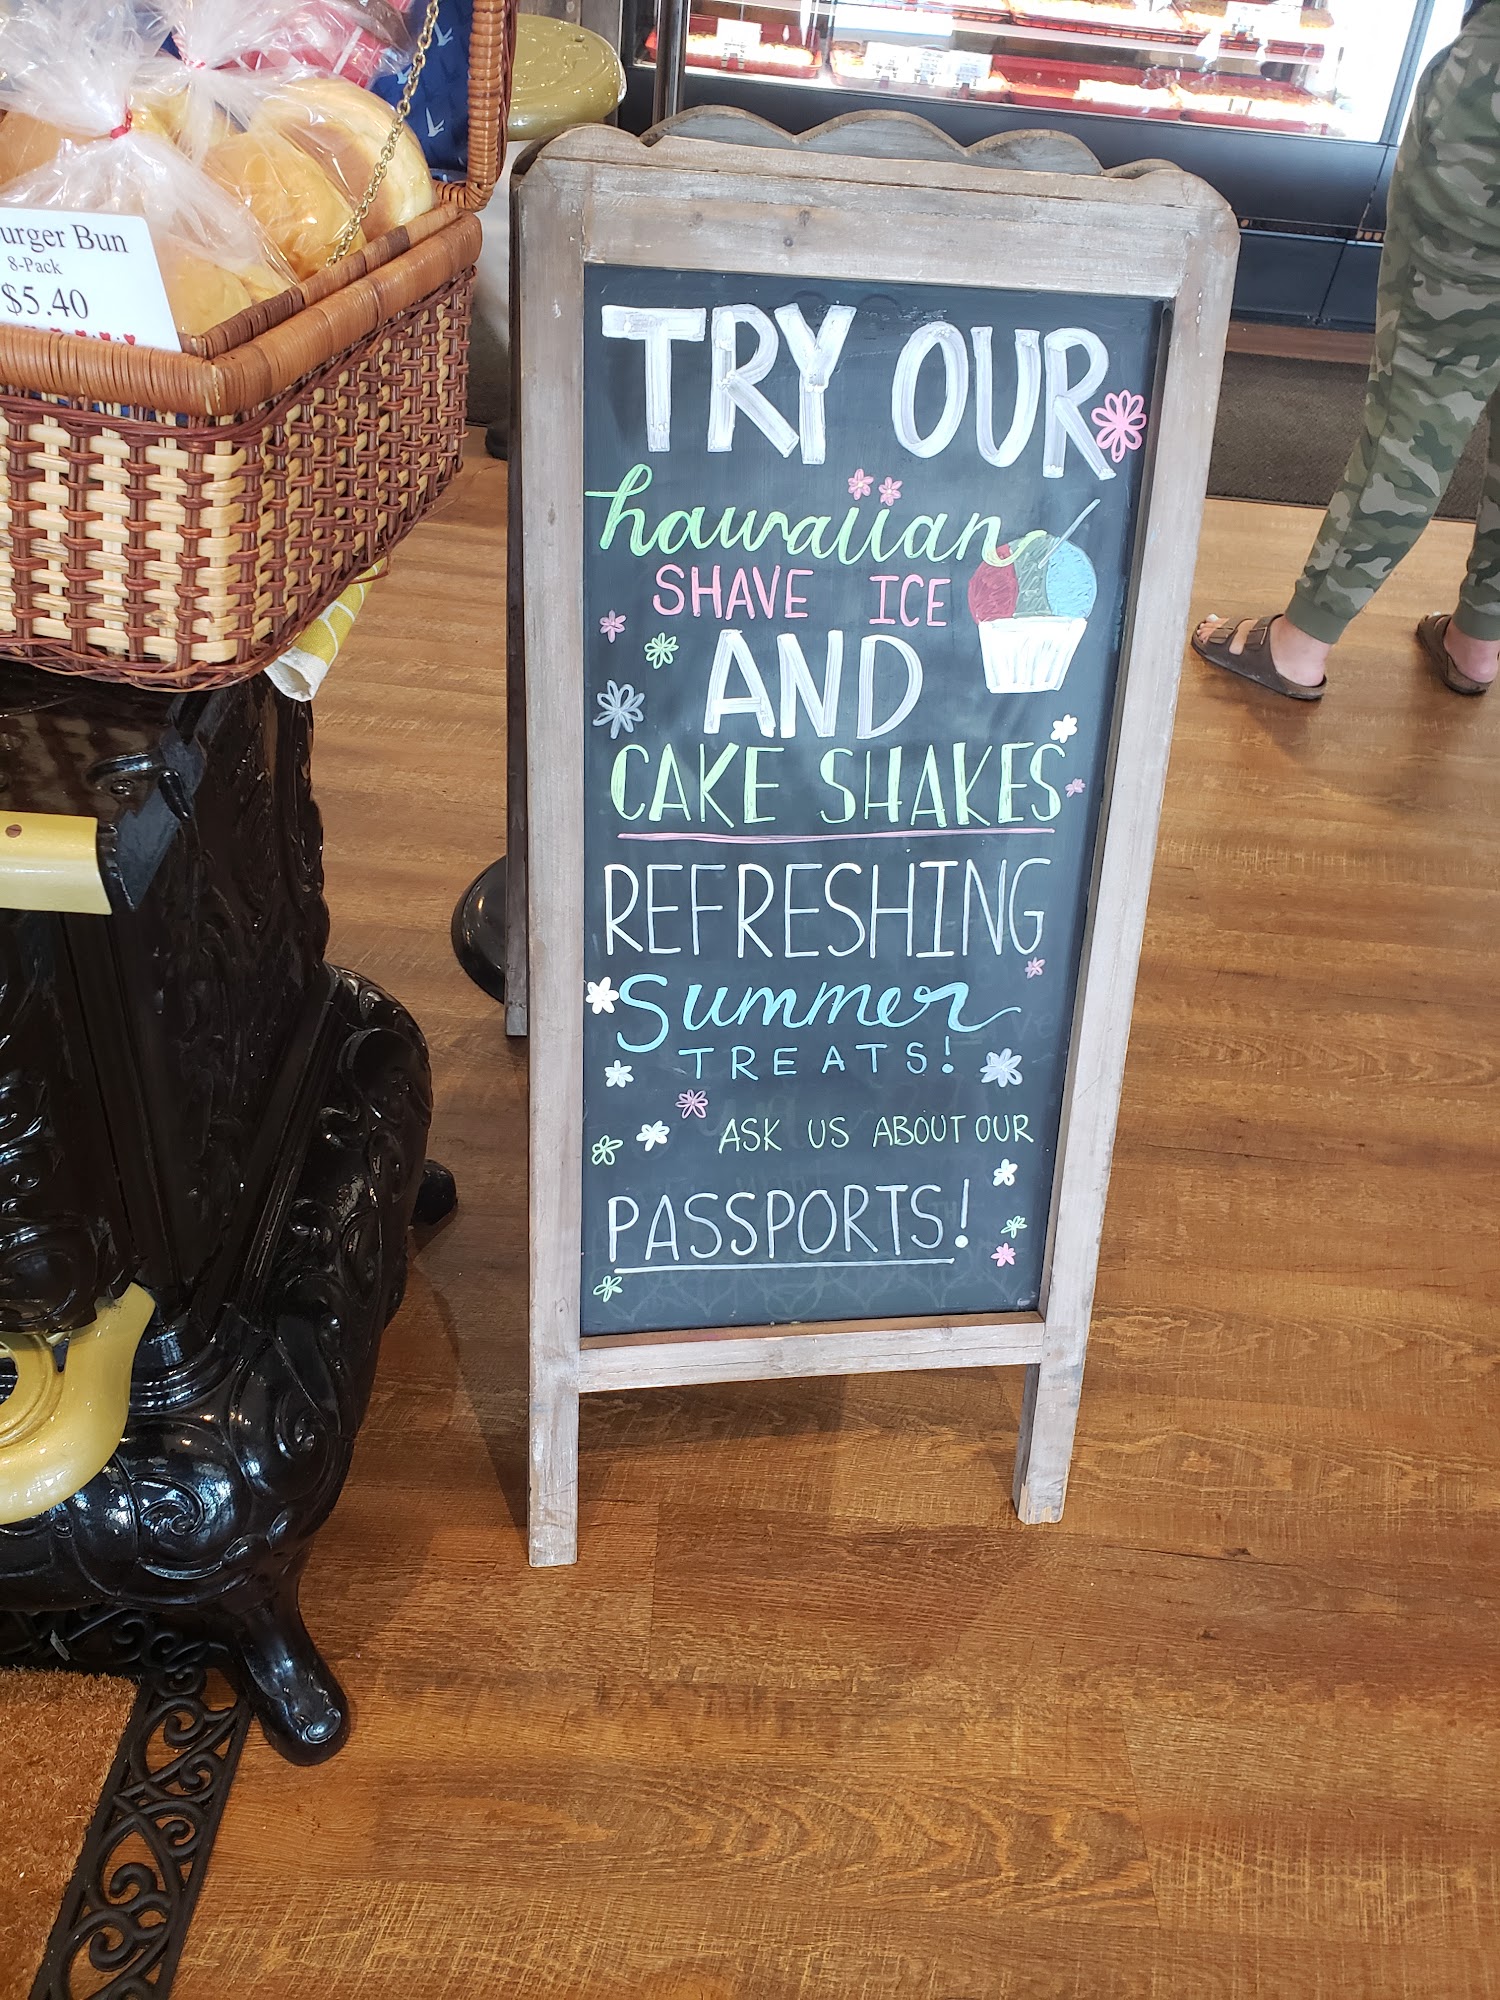 urger Bun
8-Pack
$5.40
TRY OUR
hawaiian
SHAVE ICE
AND
CAKE SHAKES
REFRESHING
Summer
TREATS!
ASK US ABOUT OUR
PASSPORTS!